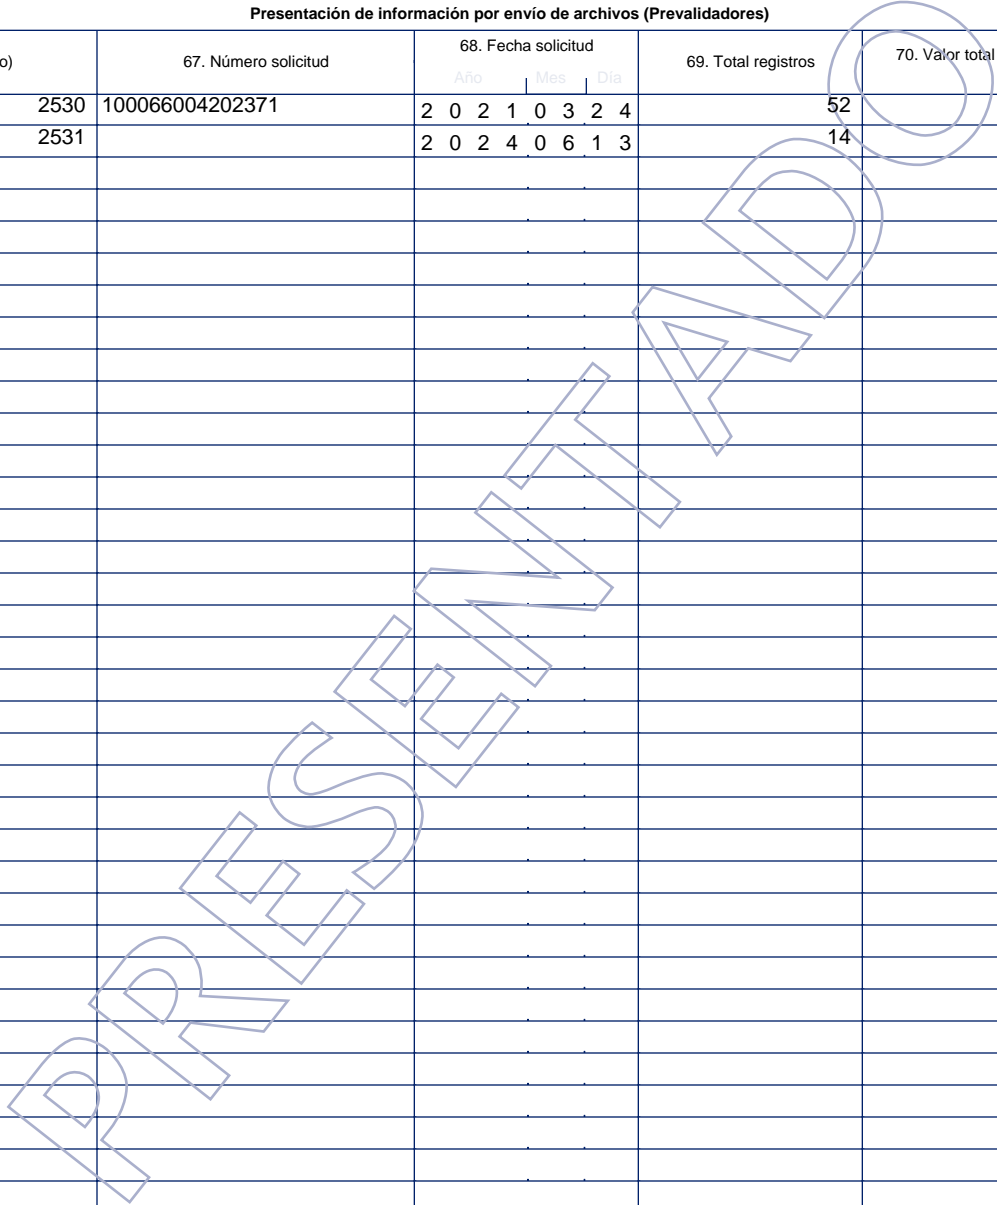 Presentación de información por envío de archivos (Prevalidadores)
o) 67. Número solicitud 68. Fecha solicitud 69. Total registros 70. Valor total
Año Mes Día
2530 100066004202371 2 0 2 1 0 3 2 4 52
2531 2 0 2 4 0 6 1 3 14
PRESENTADO